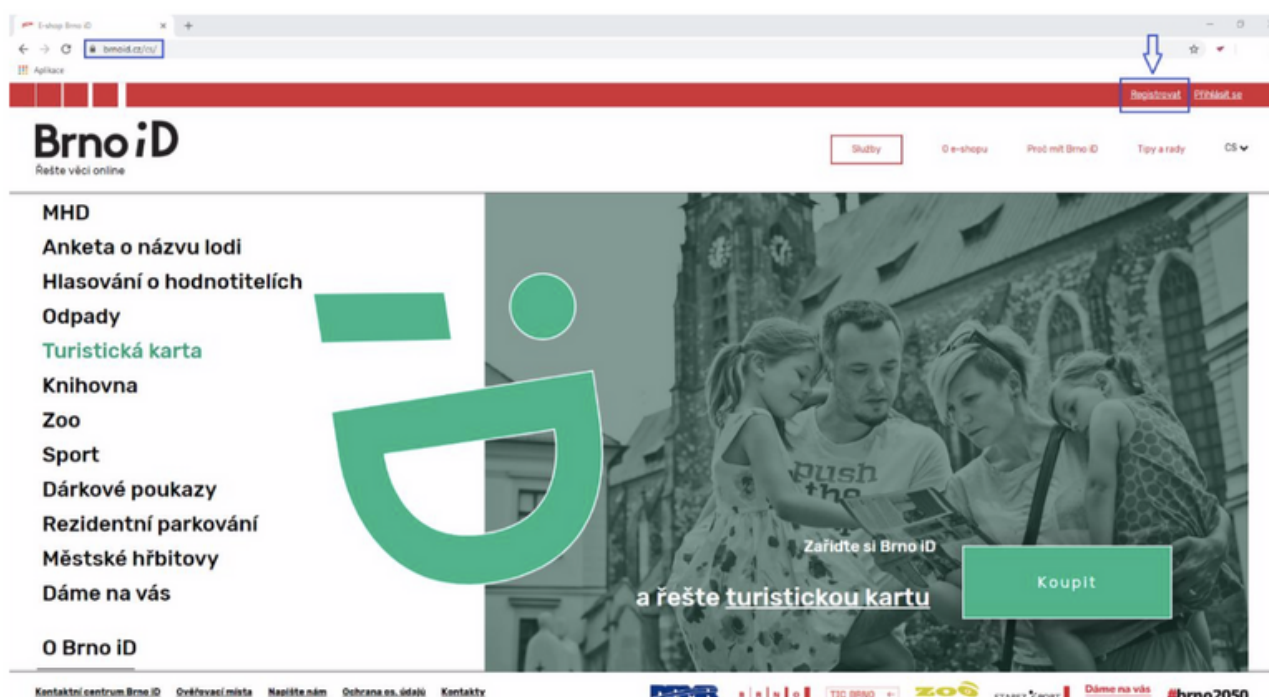 E-shop Brno iD
brnoid.cz/cs/
Aplikace
Registrovat Přihlásit se
Brno iD
Řešte věci online
Služby O e-shopu Proč mít Brno iD Tipy a rady CS
MHD
Anketa o názvu lodi
Hlasování o hodnotitelích
Odpady
Turistická karta
Knihovna
Zoo
Sport
Dárkové poukazy
Rezidentní parkování
Městské hřbitovy
Dáme na vás
O Brno iD
iD
push
the
Zařiďte si Brno iD
a řešte turistickou kartu
Koupit
Kontaktní centrum Brno iD Ověřovací místa Napište nám Ochrana os. údajů Kontakty
BRNO TIC BRNO ZOO Dáme na vás #brno2050